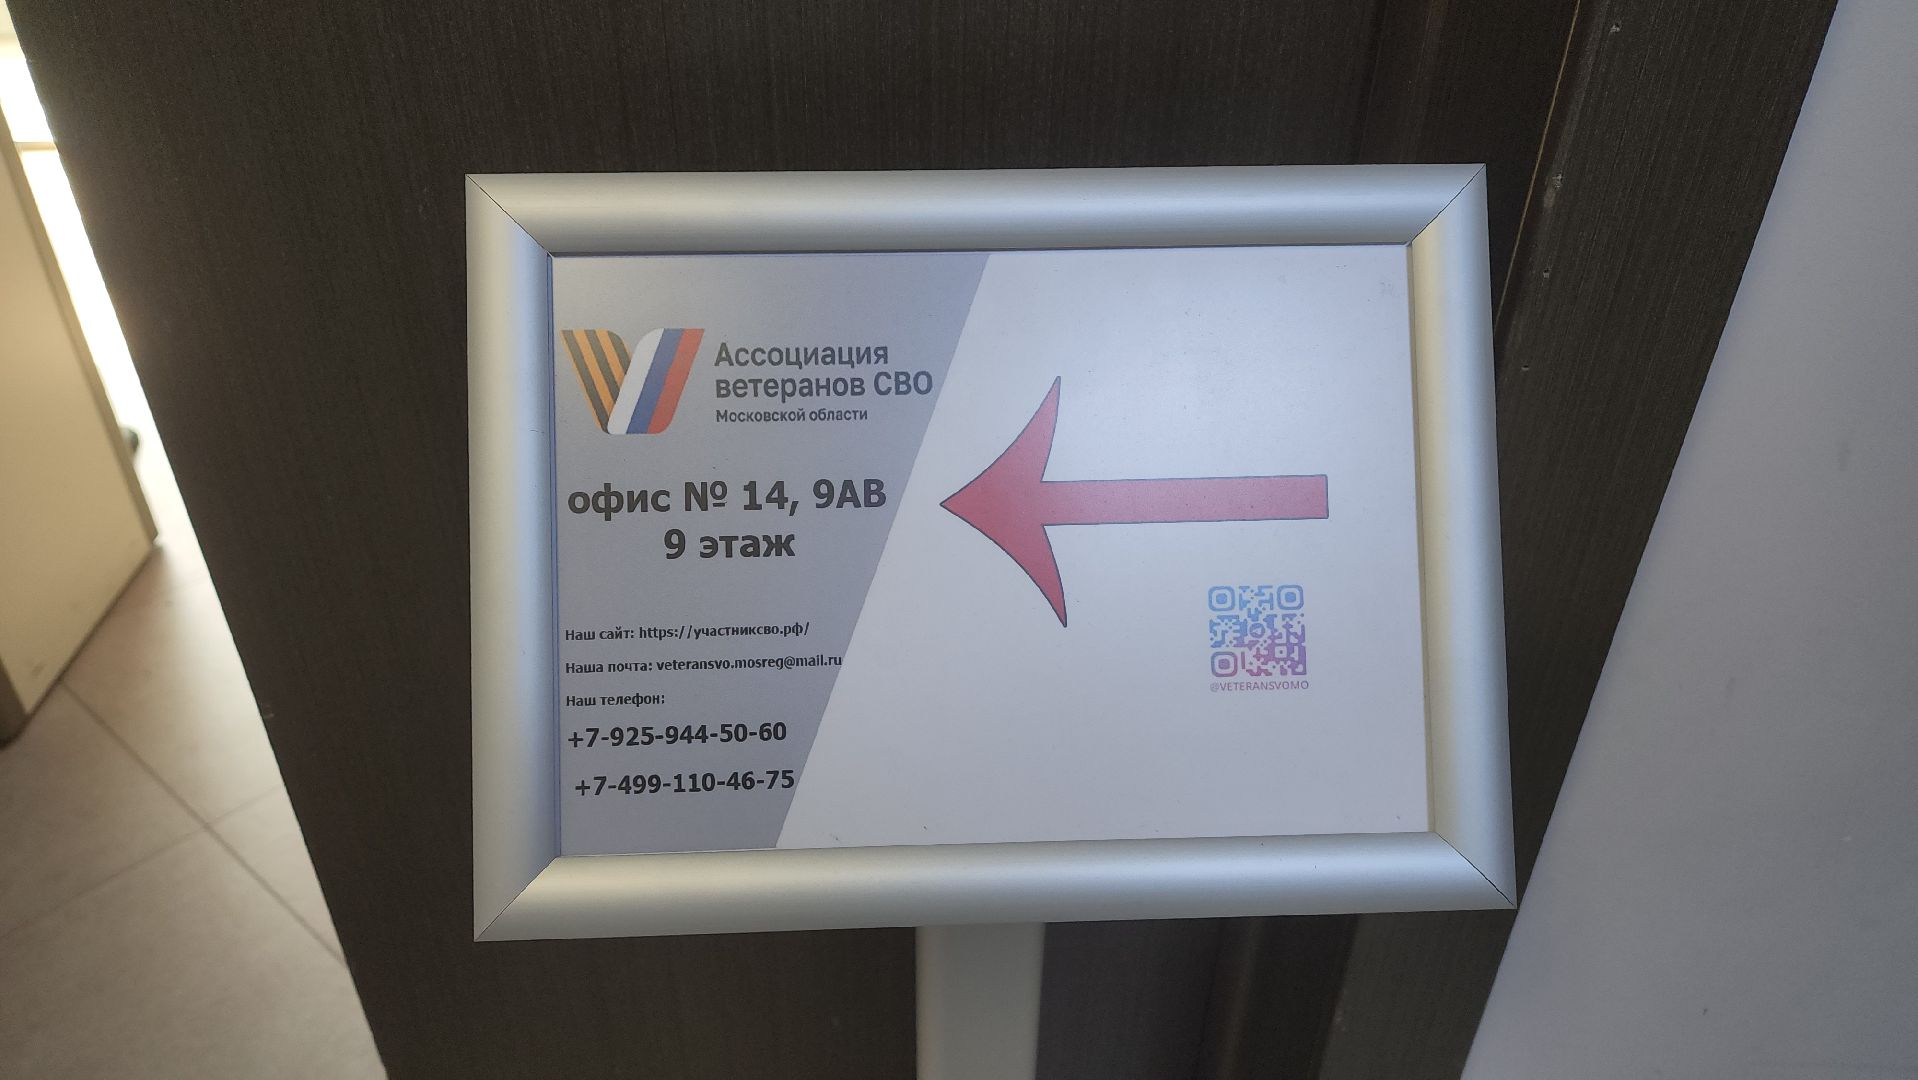 Ассоциация
ветеранов СВО
Московской области
офис № 14, 9АВ
9 этаж
Наш сайт: https://участниксво.рф/
Наша почта: veteransvo.mosreg@mail.ru
Наш телефон:
+7-925-944-50-60
+7-499-110-46-75
@VETERANSVOMO